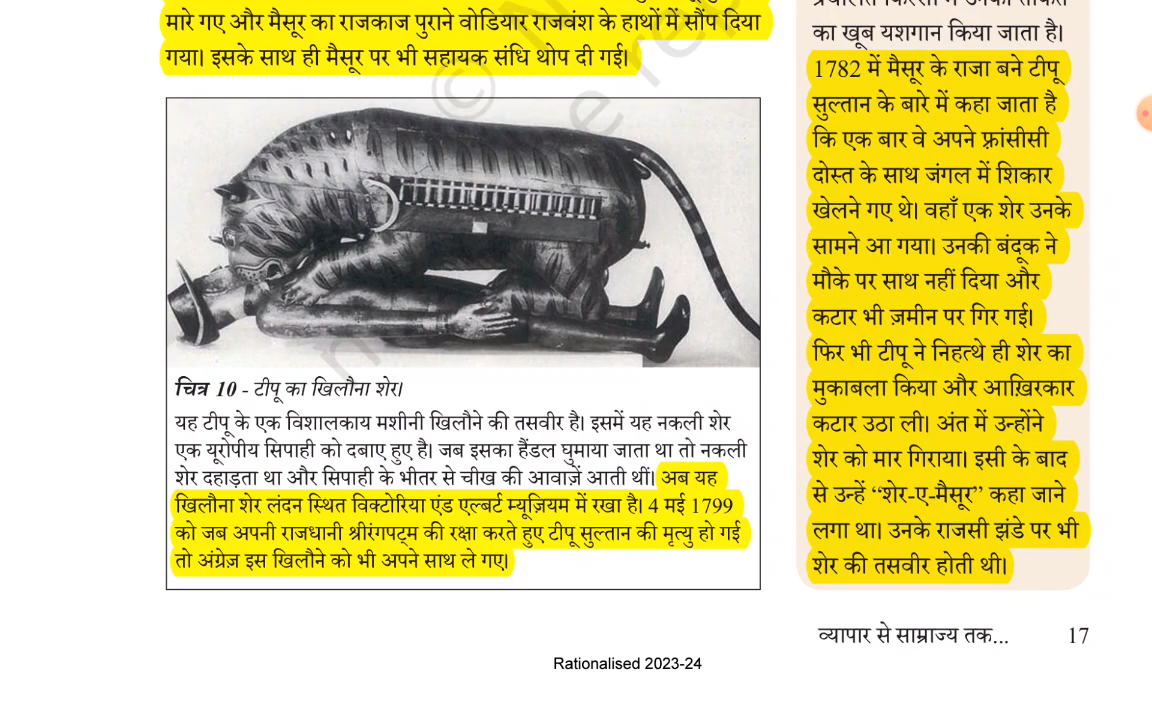 मारे गए और मैसूर का राजकाज पुराने वोडियार राजवंश के हाथों में सौंप दिया
गया। इसके साथ ही मैसूर पर भी सहायक संधि थोप दी गई।
चित्र 10 - टीपू का खिलौना शेर।
यह टीपू के एक विशालकाय मशीनी खिलौने की तसवीर है। इसमें यह नकली शेर
एक यूरोपीय सिपाही को दबाए हुए है। जब इसका हैंडल घुमाया जाता था तो नकली
शेर दहाड़ता था और सिपाही के भीतर से चीख की आवाज़ें आती थीं। अब यह
खिलौना शेर लंदन स्थित विक्टोरिया एंड एल्बर्ट म्यूज़ियम में रखा है। 4 मई 1799
को जब अपनी राजधानी श्रीरंगपट्म की रक्षा करते हुए टीपू सुल्तान की मृत्यु हो गई
तो अंग्रेज़ इस खिलौने को भी अपने साथ ले गए।
का खूब यशगान किया जाता है।
1782 में मैसूर के राजा बने टीपू
सुल्तान के बारे में कहा जाता है
कि एक बार वे अपने फ़्रांसीसी
दोस्त के साथ जंगल में शिकार
खेलने गए थे। वहाँ एक शेर उनके
सामने आ गया। उनकी बंदूक ने
मौके पर साथ नहीं दिया और
कटार भी ज़मीन पर गिर गई।
फिर भी टीपू ने निहत्थे ही शेर का
मुकाबला किया और आख़िरकार
कटार उठा ली। अंत में उन्होंने
शेर को मार गिराया। इसी के बाद
से उन्हें “शेर-ए-मैसूर” कहा जाने
लगा था। उनके राजसी झंडे पर भी
शेर की तसवीर होती थी।
व्यापार से साम्राज्य तक... 17
Rationalised 2023-24